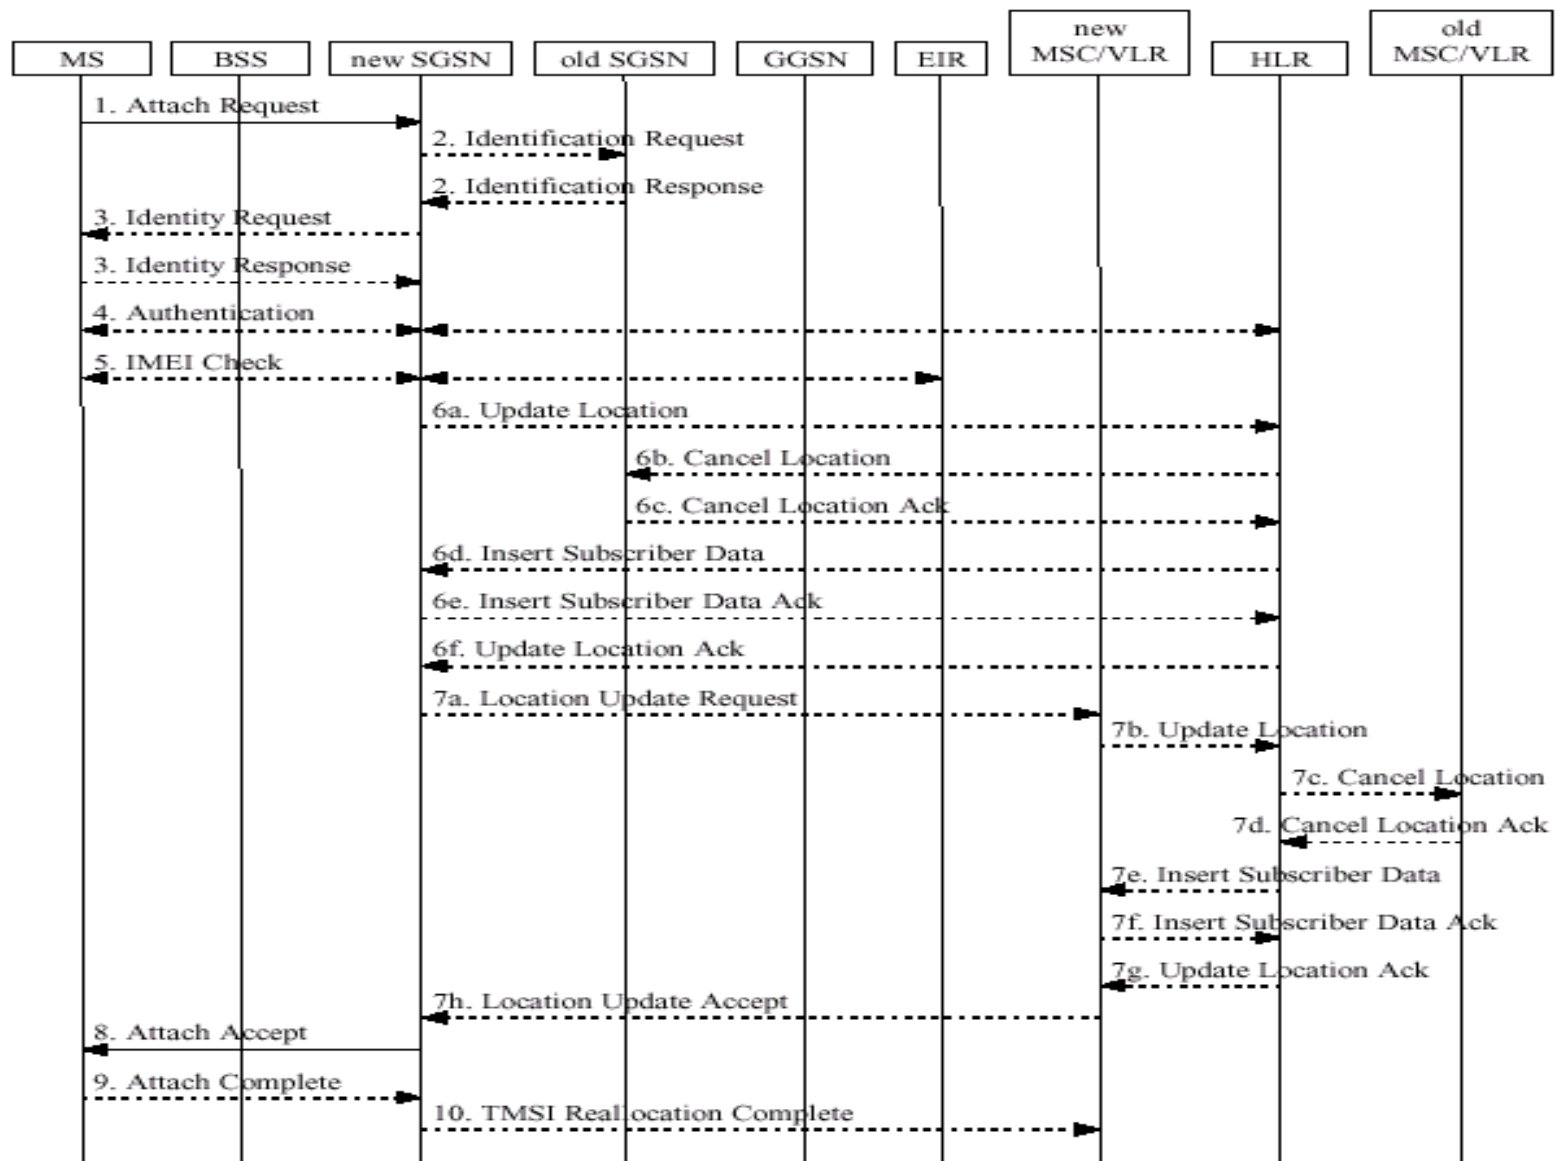 MS
BSS
new SGSN
old SGSN
GGSN
EIR
new
MSC/VLR
HLR
old
MSC/VLR
1. Attach Request
2. Identification Request
2. Identification Response
3. Identity Request
3. Identity Response
4. Authentication
5. IMEI Check
6a. Update Location
6b. Cancel Location
6c. Cancel Location Ack
6d. Insert Subscriber Data
6e. Insert Subscriber Data Ack
6f. Update Location Ack
7a. Location Update Request
7b. Update Location
7c. Cancel Location
7d. Cancel Location Ack
7e. Insert Subscriber Data
7f. Insert Subscriber Data Ack
7g. Update Location Ack
7h. Location Update Accept
8. Attach Accept
9. Attach Complete
10. TMSI Reallocation Complete